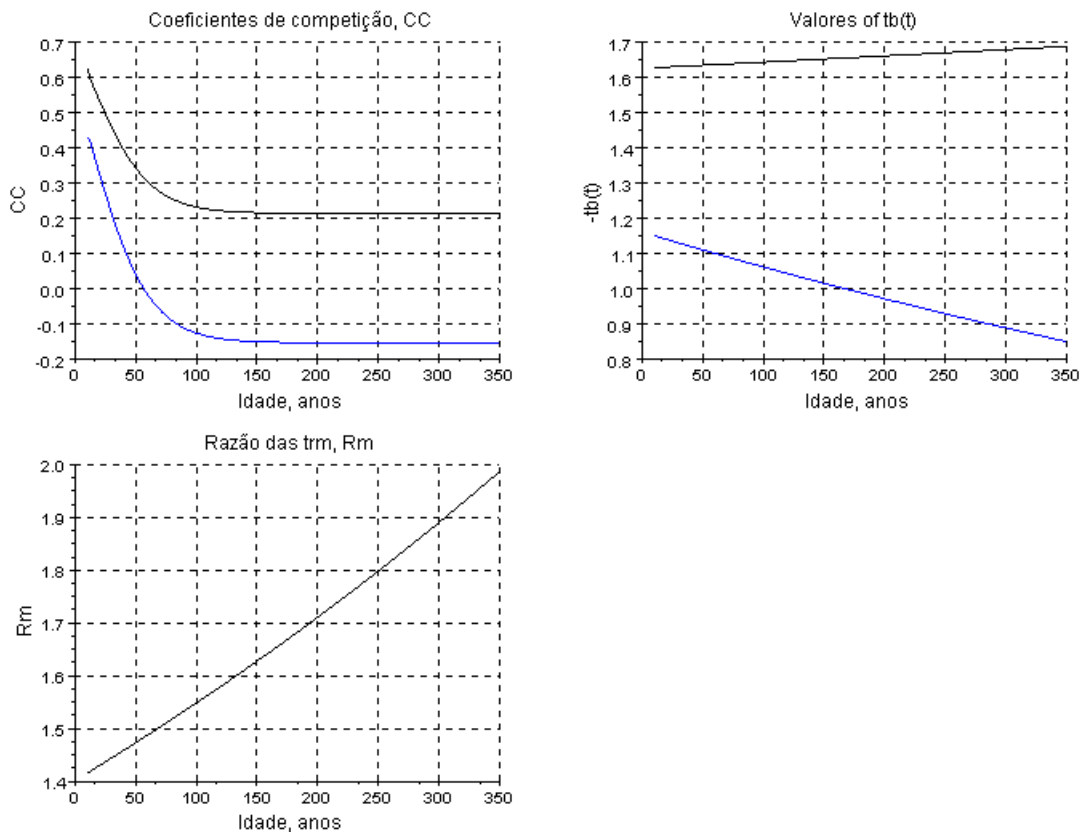 Coeficientes de competição, CC
0.7
0.6
0.5
0.4
0.3
0.2
0.1
0.0
-0.1
-0.2
CC
0 50 100 150 200 250 300 350
Idade, anos
Valores of tb(t)
1.7
1.6
1.5
1.4
1.3
1.2
1.1
1.0
0.9
0.8
-tb(t)
0 50 100 150 200 250 300 350
Idade, anos
Razão das trm, Rm
2.0
1.9
1.8
1.7
1.6
1.5
1.4
Rm
0 50 100 150 200 250 300 350
Idade, anos